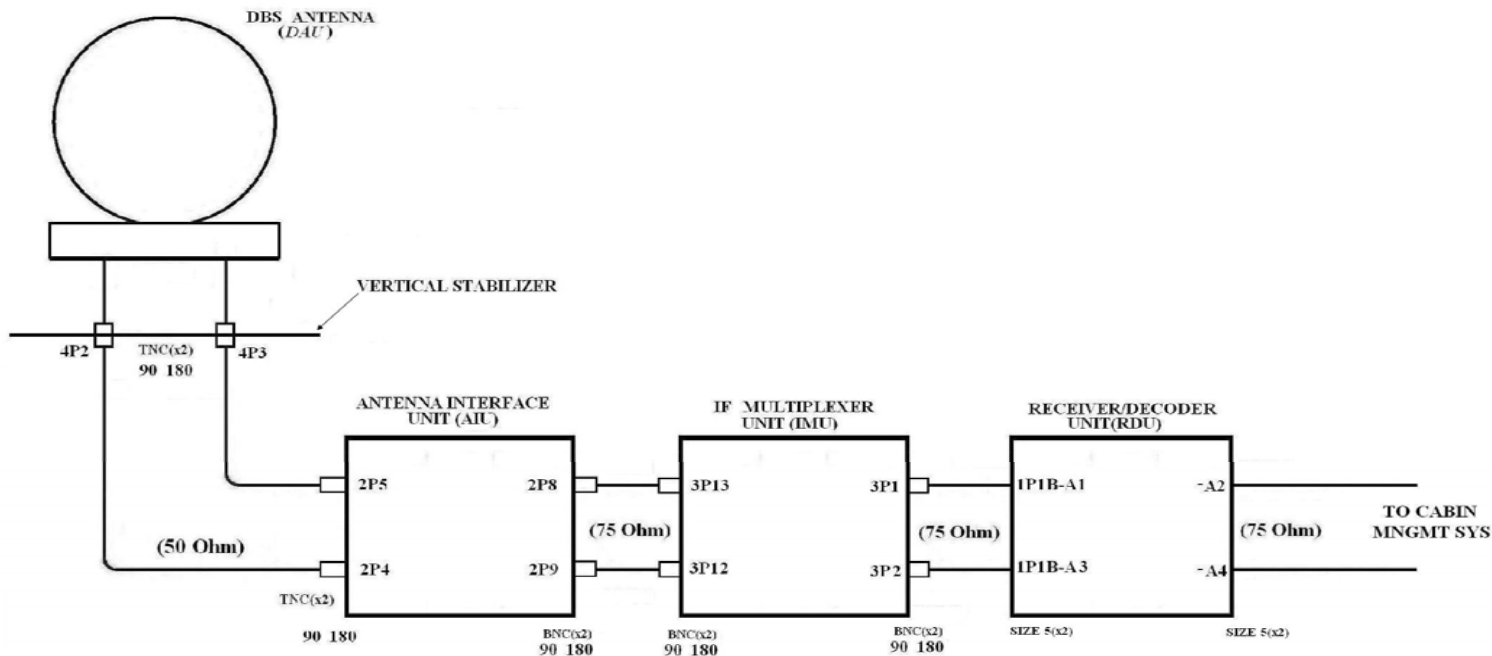 DBS ANTENNA
(DAU)
VERTICAL STABILIZER
4P2
TNC(x2)
90 180
4P3
ANTENNA INTERFACE
UNIT (AIU)
IF MULTIPLEXER
UNIT (IMU)
RECEIVER/DECODER
UNIT(RDU)
2P5
2P8
3P13
3P1
1P1B-A1
-A2
(50 Ohm)
(75 Ohm)
(75 Ohm)
(75 Ohm)
TO CABIN
MNGMT SYS
2P4
2P9
3P12
3P2
1P1B-A3
-A4
TNC(x2)
90 180
BNC(x2)
90 180
BNC(x2)
90 180
BNC(x2)
90 180
SIZE 5(x2)
SIZE 5(x2)